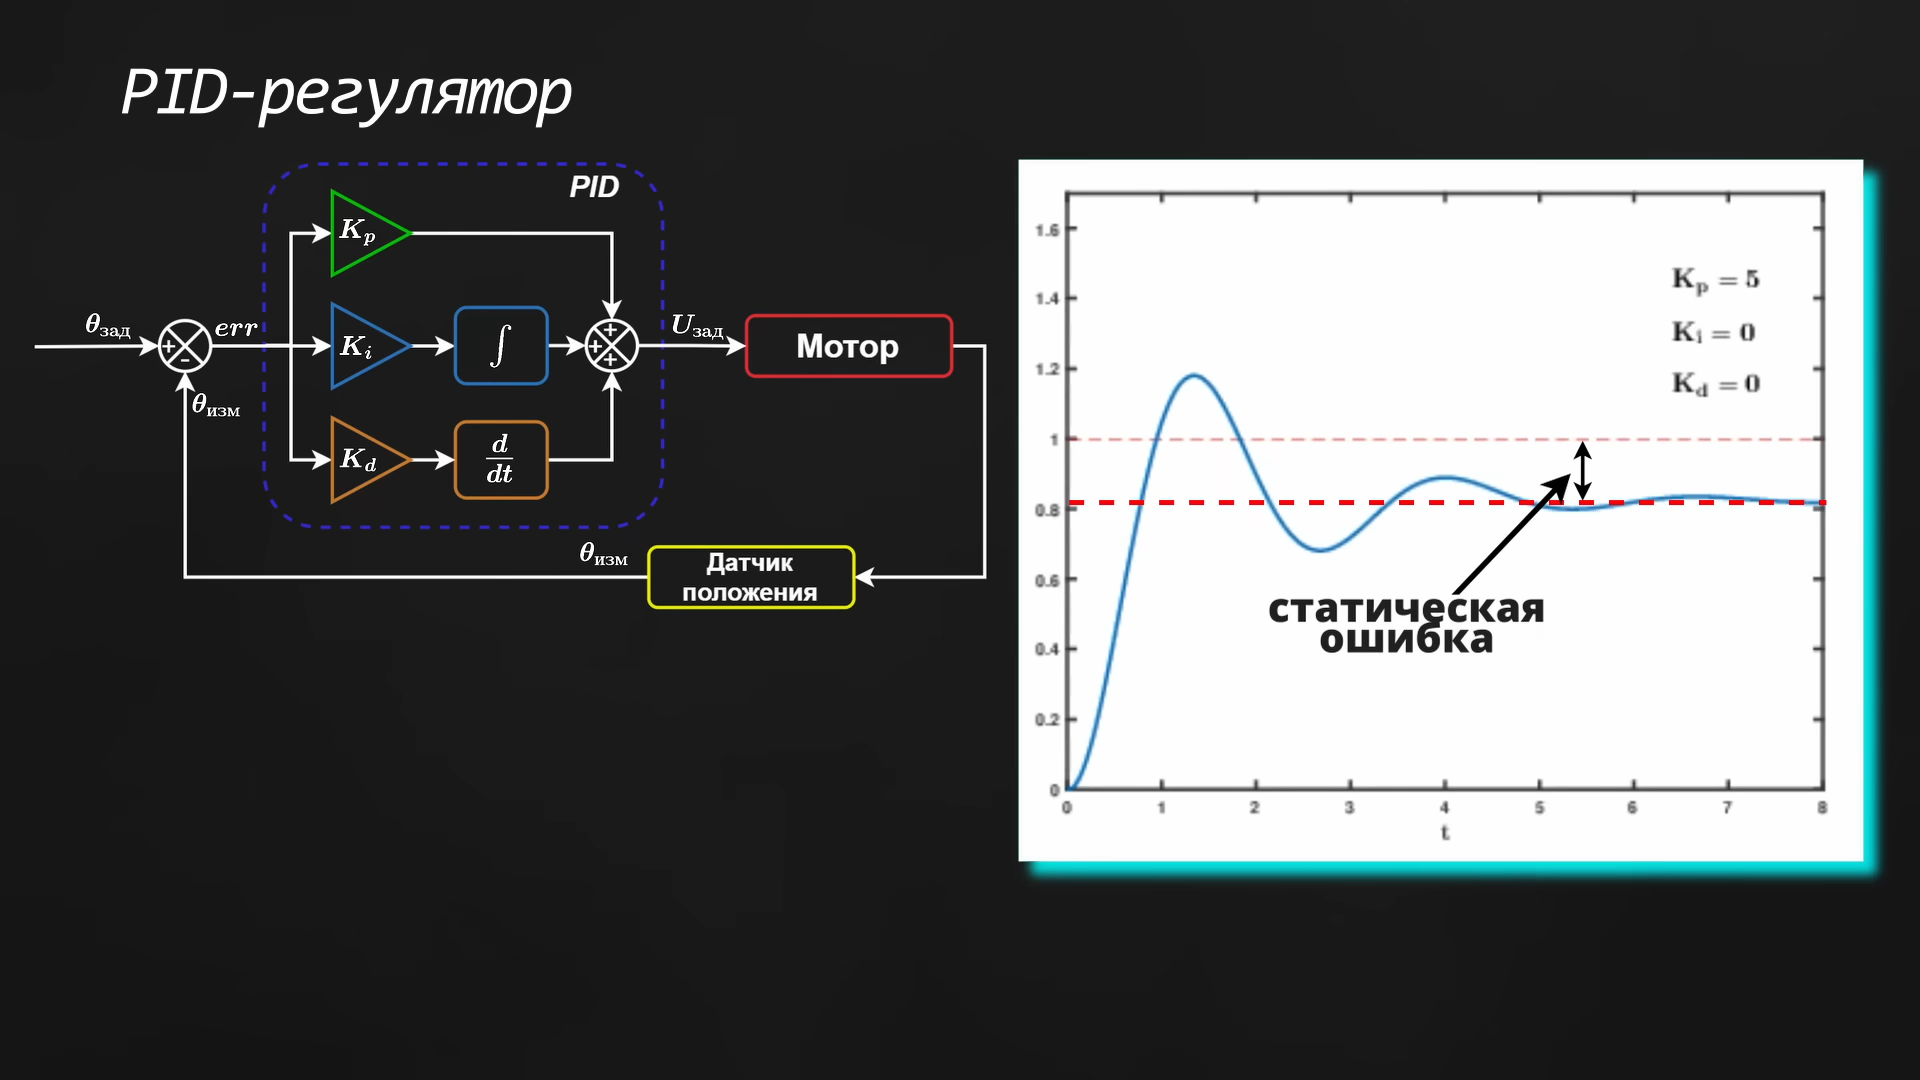 PID-регулятор
PID
Kp
θзад
+
-
err
Ki
∫
+
+
+
Uзад
Мотор
θизм
Kd
d
dt
θизм
Датчик
положения
1.6
1.4
1.2
1
0.8
0.6
0.4
0.2
0
Kp = 5
Ki = 0
Kd = 0
статическая
ошибка
0 1 2 3 4 5 6 7 8
t